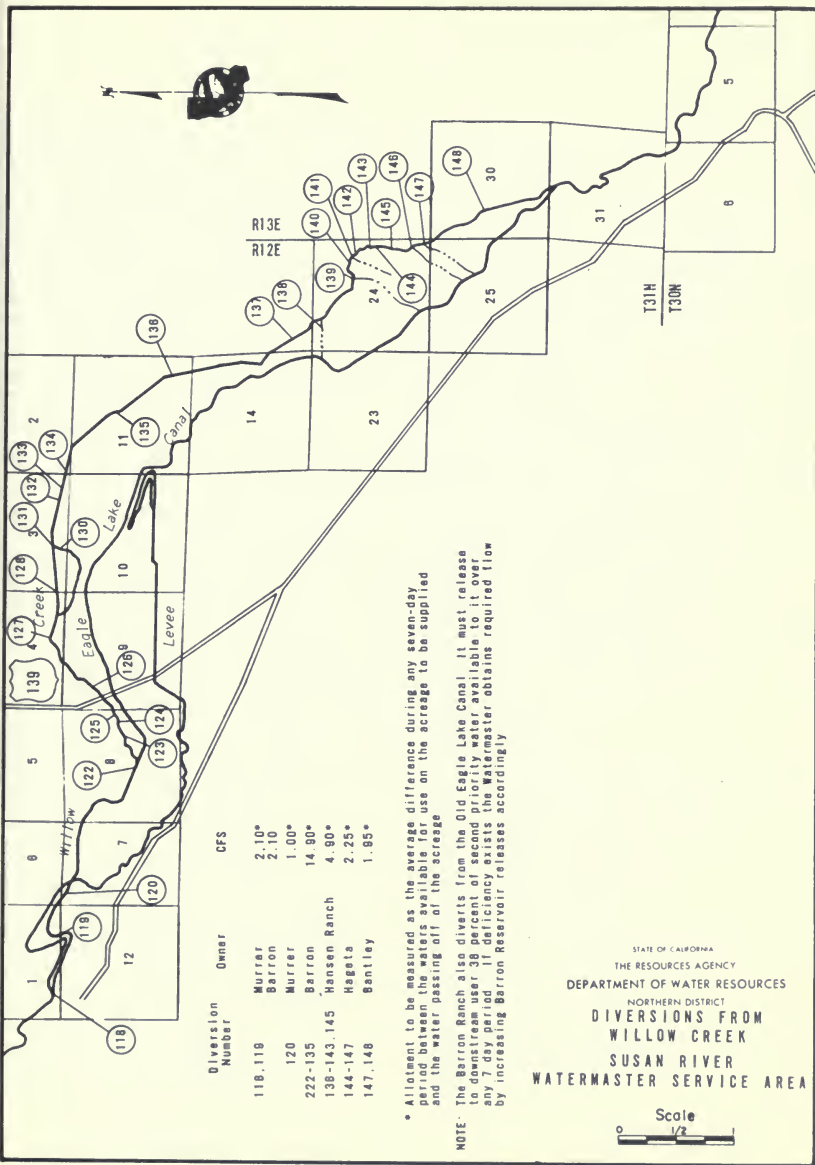 R13E
R12E
T31N
T30N
139
Willow
Creek
Eagle
Lake
Canal
Levee
1
2
3
4
5
6
7
8
9
10
11
12
14
23
24
25
30
31
5
6
118
119
120
122
123
124
125
126
127
128
130
131
132
133
134
135
136
137
138
139
140
141
142
143
144
145
146
147
148
Diversion Number Owner CFS
118,119 Murrer 2.10*
Barron 2.10
120 Murrer 1.00*
222-135 Barron 14.90*
138-143,145 Hansen Ranch 4.90*
144-147 Hageta 2.25*
147,148 Bantley 1.95*
* Allotment to be measured as the average difference during any seven-day
period between the waters available for use on the acreage to be supplied
and the water passing off of the acreage
NOTE: The Barron Ranch also diverts from the Old Eagle Lake Canal. It must release
to downstream user 38 percent of second priority water available to it over
any 7 day period. If deficiency exists the Watermaster obtains required flow
by increasing Barron Reservoir releases accordingly
STATE OF CALIFORNIA
THE RESOURCES AGENCY
DEPARTMENT OF WATER RESOURCES
NORTHERN DISTRICT
DIVERSIONS FROM
WILLOW CREEK
SUSAN RIVER
WATERMASTER SERVICE AREA
Scale
0 1/2 1